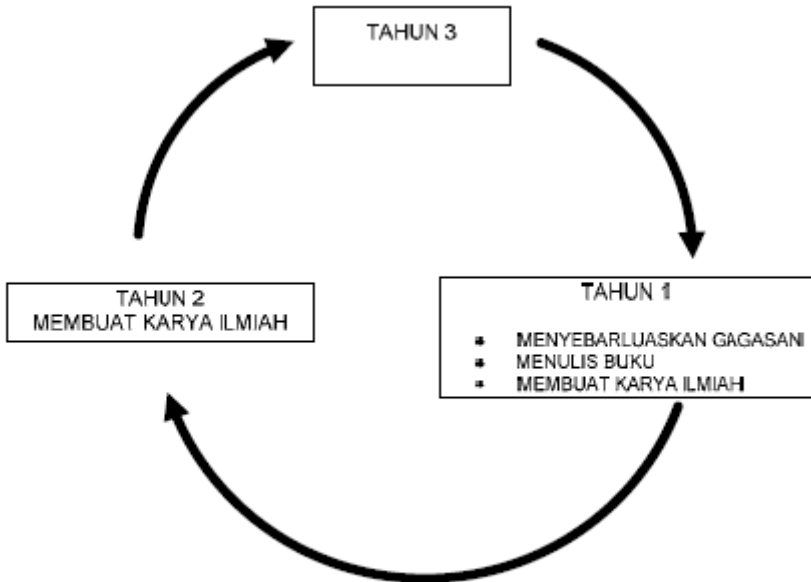 TAHUN 3
TAHUN 2
MEMBUAT KARYA ILMIAH
TAHUN 1
• MENYEBARLUASKAN GAGASANI
• MENULIS BUKU
• MEMBUAT KARYA ILMIAH